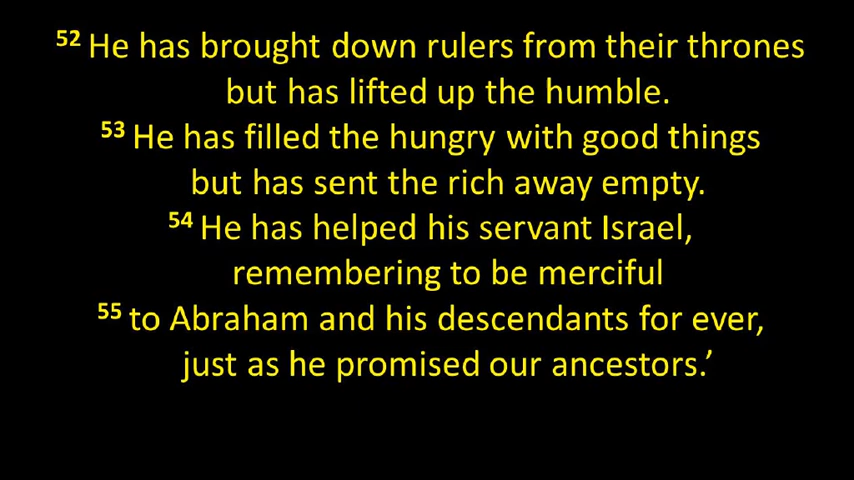 52 He has brought down rulers from their thrones
but has lifted up the humble.
53 He has filled the hungry with good things
but has sent the rich away empty.
54 He has helped his servant Israel,
remembering to be merciful
55 to Abraham and his descendants for ever,
just as he promised our ancestors.’